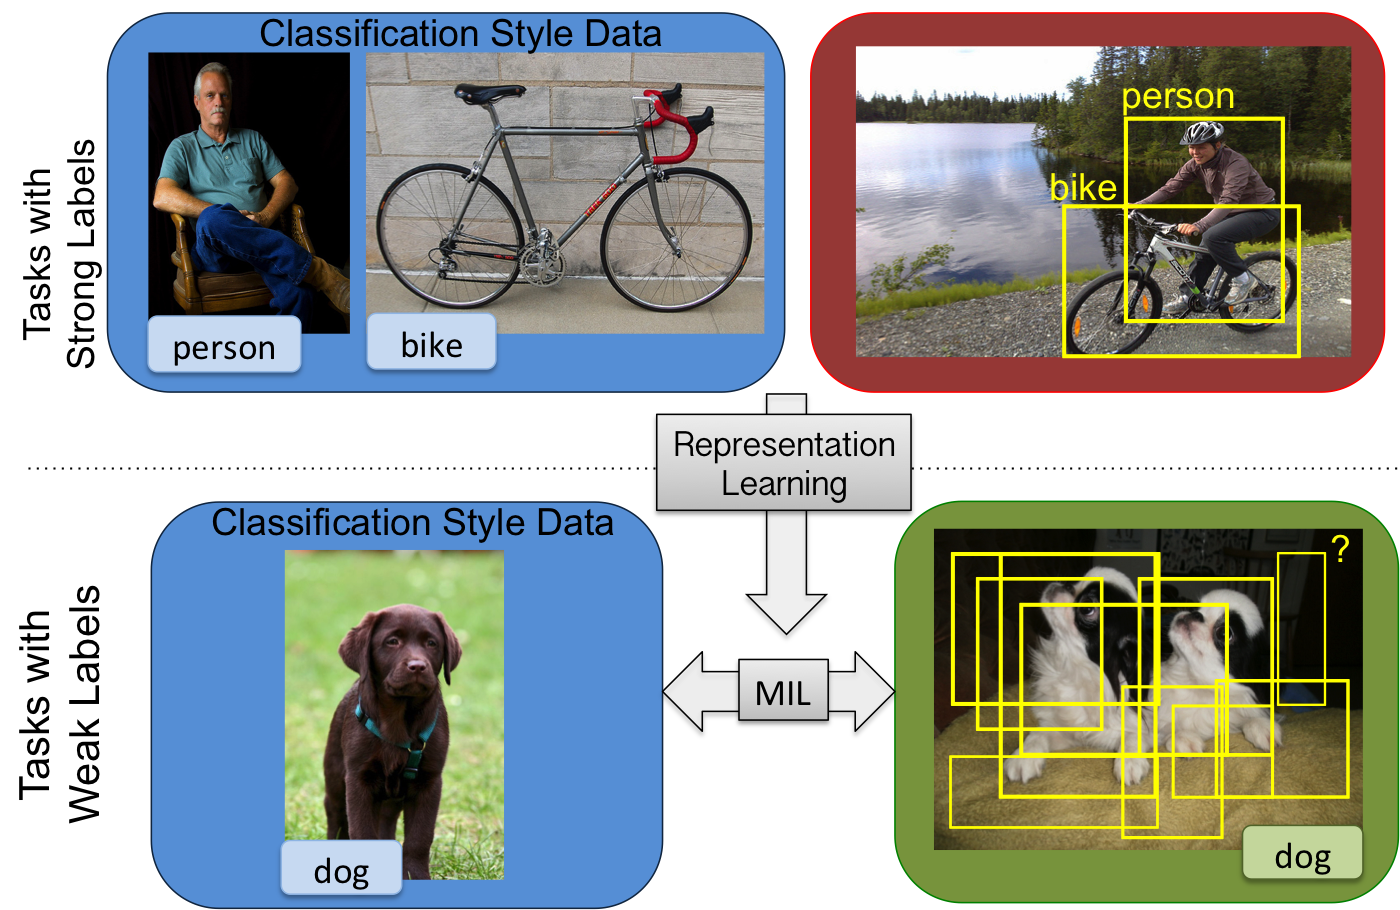 Classification Style Data
Tasks with
Strong Labels
person
bike
person
bike
Representation
Learning
Classification Style Data
Tasks with
Weak Labels
dog
MIL
?
dog